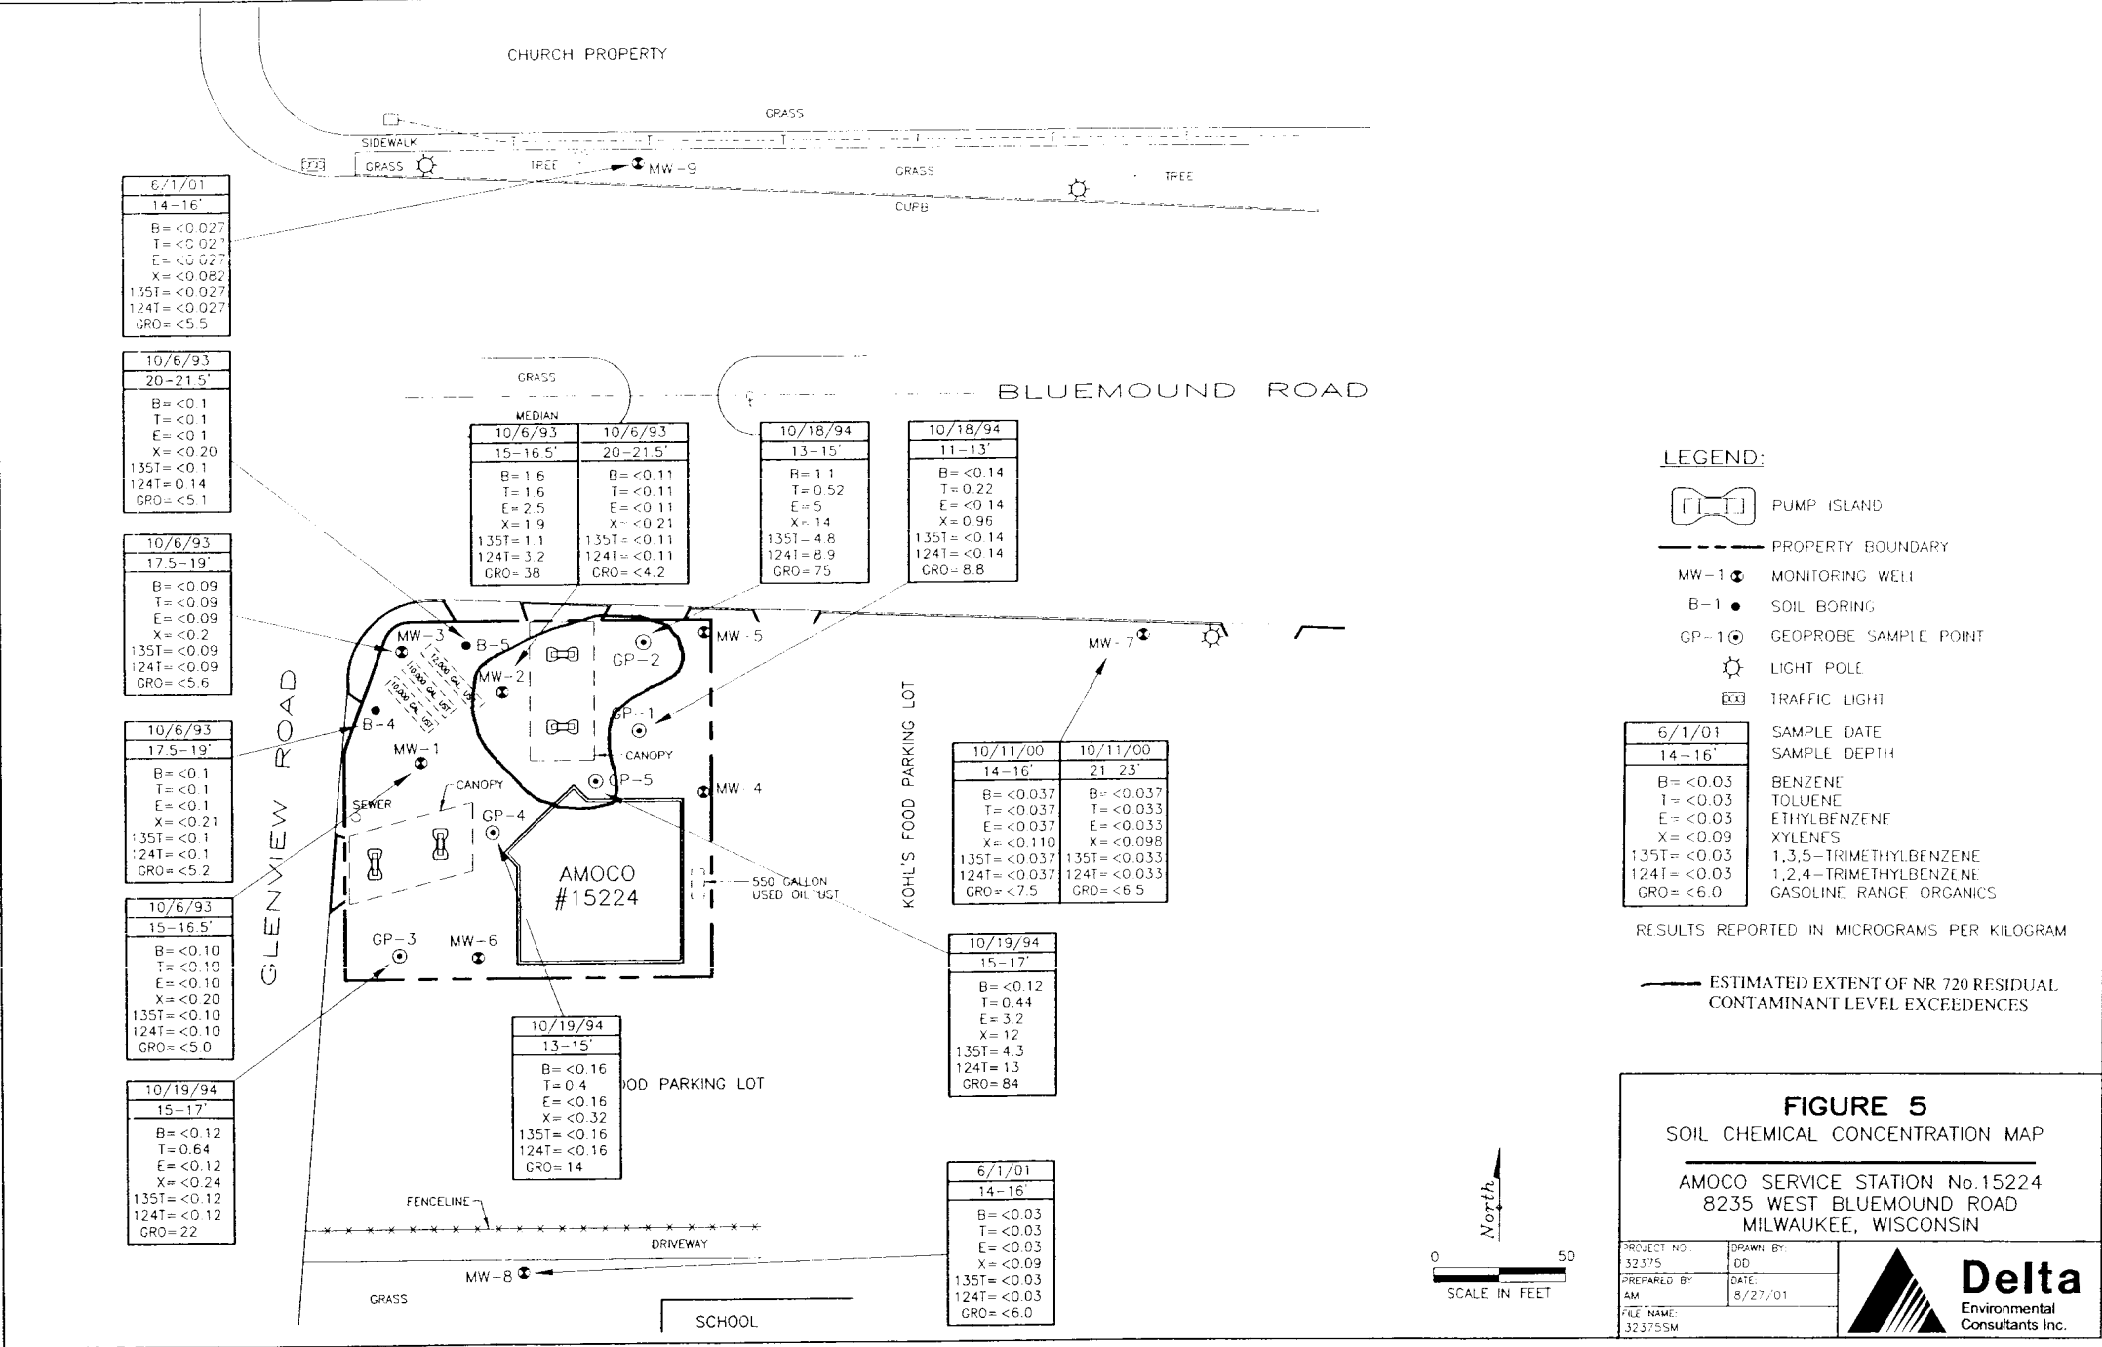 CHURCH PROPERTY
GRASS
SIDEWALK
GRASS
TREE
MW-9
GRASS
TREE
CURB
6/1/01
14-16'
B=<0.027
T=<0.027
E=<0.027
X=<0.082
135T=<0.027
124T=<0.027
GRO=<5.5
10/6/93
20-21.5'
B=<0.1
T=<0.1
E=<0.1
X=<0.20
135T=<0.1
124T=0.14
GRO=<5.1
10/6/93
17.5-19'
B=<0.09
T=<0.09
E=<0.09
X=<0.2
135T=<0.09
124T=<0.09
GRO=<5.6
10/6/93
17.5-19'
B=<0.1
T=<0.1
E=<0.1
X=<0.21
135T=<0.1
124T=<0.1
GRO=<5.2
10/6/93
15-16.5'
B=<0.10
T=<0.10
E=<0.10
X=<0.20
135T=<0.10
124T=<0.10
GRO=<5.0
10/19/94
15-17'
B=<0.12
T=0.64
E=<0.12
X=<0.24
135T=<0.12
124T=<0.12
GRO=22
GRASS
MEDIAN
BLUEMOUND ROAD
10/6/93
15-16.5'
B=1.6
T=1.6
E=2.5
X=1.9
135T=1.1
124T=3.2
GRO=38
10/6/93
20-21.5'
B=<0.11
T=<0.11
E=<0.11
X=<0.21
135T=<0.11
124T=<0.11
GRO=<4.2
10/18/94
13-15'
B=1.1
T=0.52
E=5
X=14
135T=4.8
124T=8.9
GRO=75
10/18/94
11-13'
B=<0.14
T=0.22
E=<0.14
X=0.96
135T=<0.14
124T=<0.14
GRO=8.8
MW-3
B-5
12,000 GAL. UST
10,000 GAL. UST
10,000 GAL. UST
MW-2
GP-2
MW-5
MW-7
B-4
GP-1
MW-1
CANOPY
CANOPY
GP-5
MW-4
SEWER
GP-4
AMOCO
#15224
550 GALLON
USED OIL UST
GP-3
MW-6
GLENVIEW ROAD
KOHL'S FOOD PARKING LOT
10/11/00
14-16'
B=<0.037
T=<0.037
E=<0.037
X=<0.110
135T=<0.037
124T=<0.037
GRO=<7.5
10/11/00
21 23'
B=<0.037
T=<0.033
E=<0.033
X=<0.098
135T=<0.033
124T=<0.033
GRO=<6.5
10/19/94
15-17'
B=<0.12
T=0.44
E=3.2
X=12
135T=4.3
124T=13
GRO=84
10/19/94
13-15'
B=<0.16
T=0.4
E=<0.16
X=<0.32
135T=<0.16
124T=<0.16
GRO=14
OOD PARKING LOT
6/1/01
14-16'
B=<0.03
T=<0.03
E=<0.03
X=<0.09
135T=<0.03
124T=<0.03
GRO=<6.0
FENCELINE
DRIVEWAY
MW-8
GRASS
SCHOOL
North
0 50
SCALE IN FEET
LEGEND:
PUMP ISLAND
PROPERTY BOUNDARY
MW-1 MONITORING WELL
B-1 SOIL BORING
GP-1 GEOPROBE SAMPLE POINT
LIGHT POLE
TRAFFIC LIGHT
6/1/01 SAMPLE DATE
14-16' SAMPLE DEPTH
B=<0.03 BENZENE
T=<0.03 TOLUENE
E=<0.03 ETHYLBENZENE
X=<0.09 XYLENES
135T=<0.03 1,3,5-TRIMETHYLBENZENE
124T=<0.03 1,2,4-TRIMETHYLBENZENE
GRO=<6.0 GASOLINE RANGE ORGANICS
RESULTS REPORTED IN MICROGRAMS PER KILOGRAM
ESTIMATED EXTENT OF NR 720 RESIDUAL
CONTAMINANT LEVEL EXCEEDENCES
FIGURE 5
SOIL CHEMICAL CONCENTRATION MAP
AMOCO SERVICE STATION No.15224
8235 WEST BLUEMOUND ROAD
MILWAUKEE, WISCONSIN
PROJECT NO.
32375
DRAWN BY:
DD
PREPARED BY
AM
DATE:
8/27/01
FILE NAME:
32375SM
Delta
Environmental
Consultants Inc.